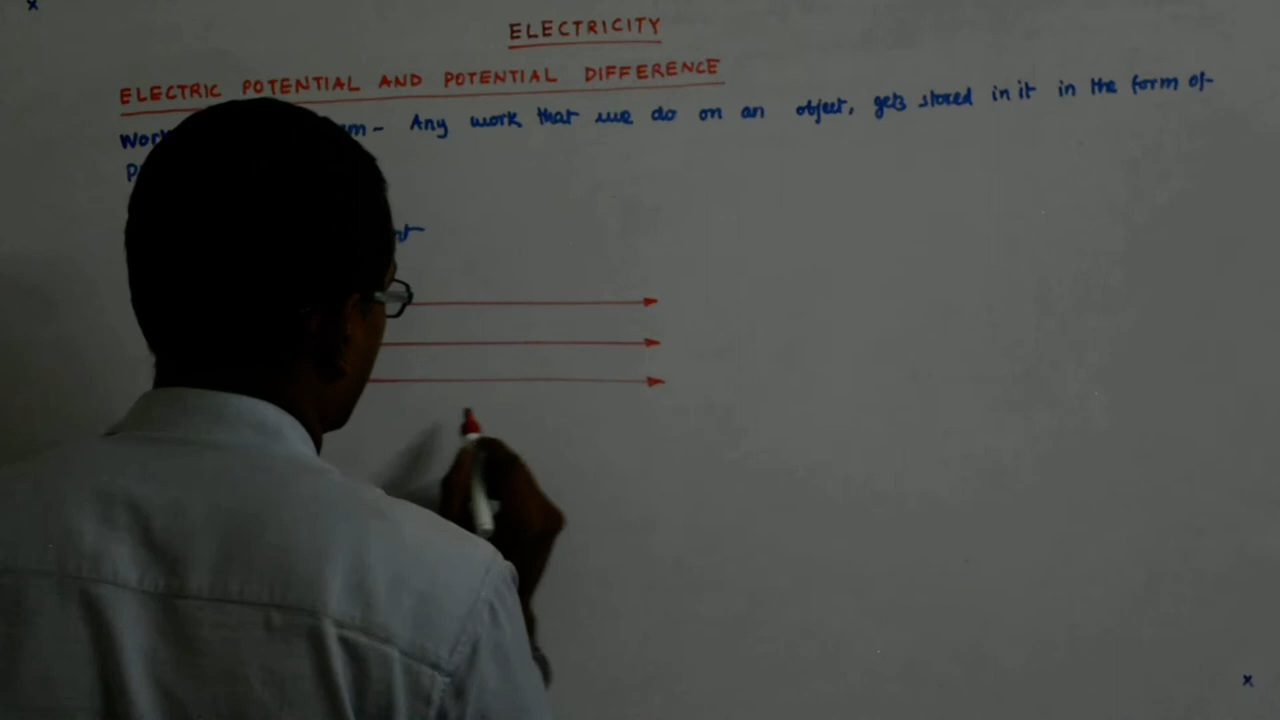 ELECTRICITY
ELECTRIC POTENTIAL AND POTENTIAL DIFFERENCE
Any work that we do on an object, gets stored in it in the form of